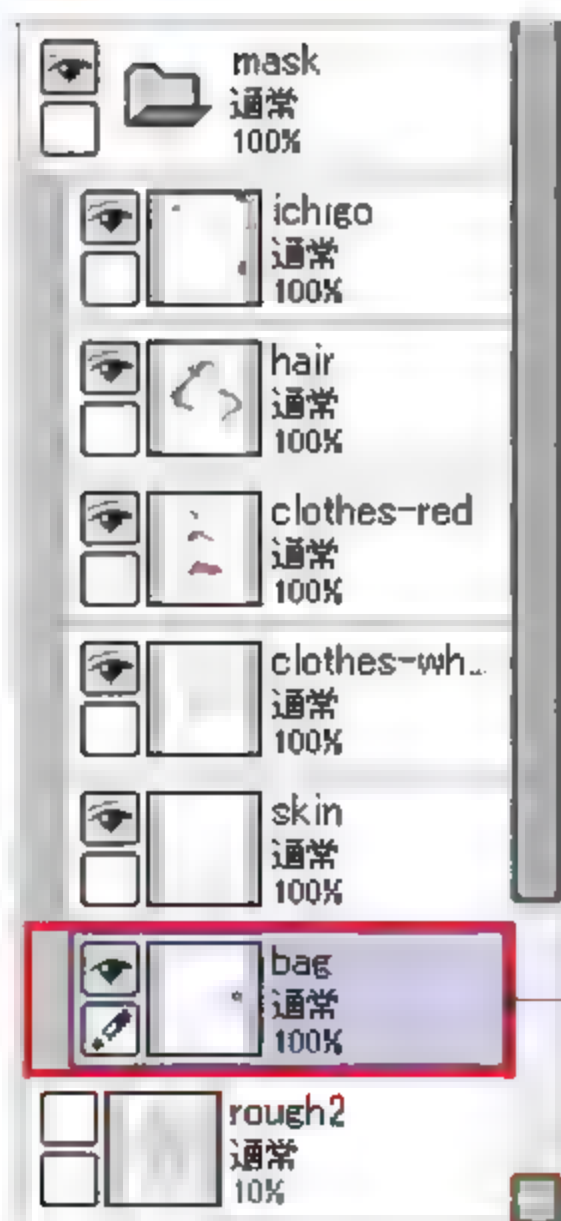 mask
通常
100%
ichigo
通常
100%
hair
通常
100%
clothes-red
通常
100%
clothes-wh...
通常
100%
skin
通常
100%
bag
通常
100%
rough2
通常
10%